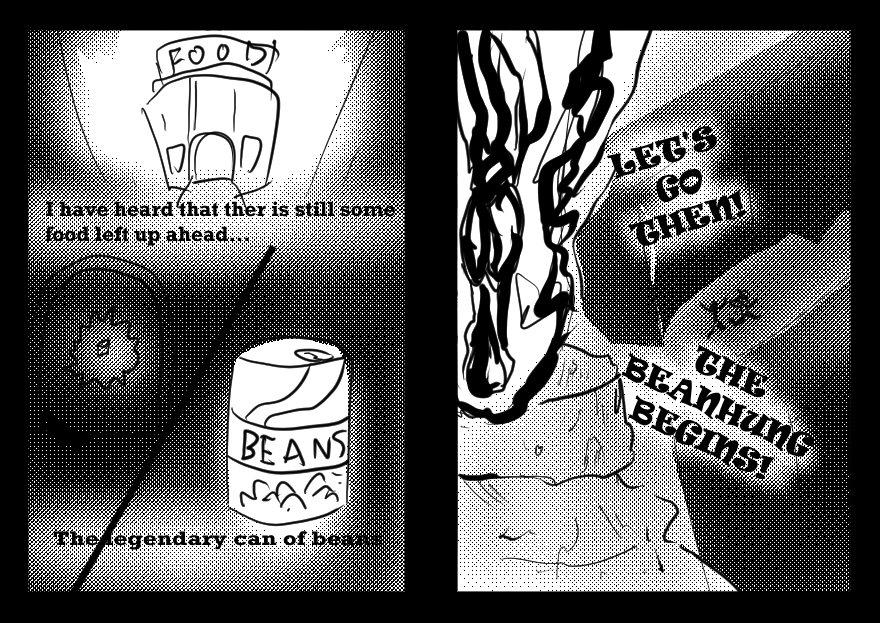 FOOD
I have heard that ther is still some
food left up ahead...
BEANS
The legendary can of beans
LET'S
GO
THEN!
THE
BEANHUNG
BEGINS!